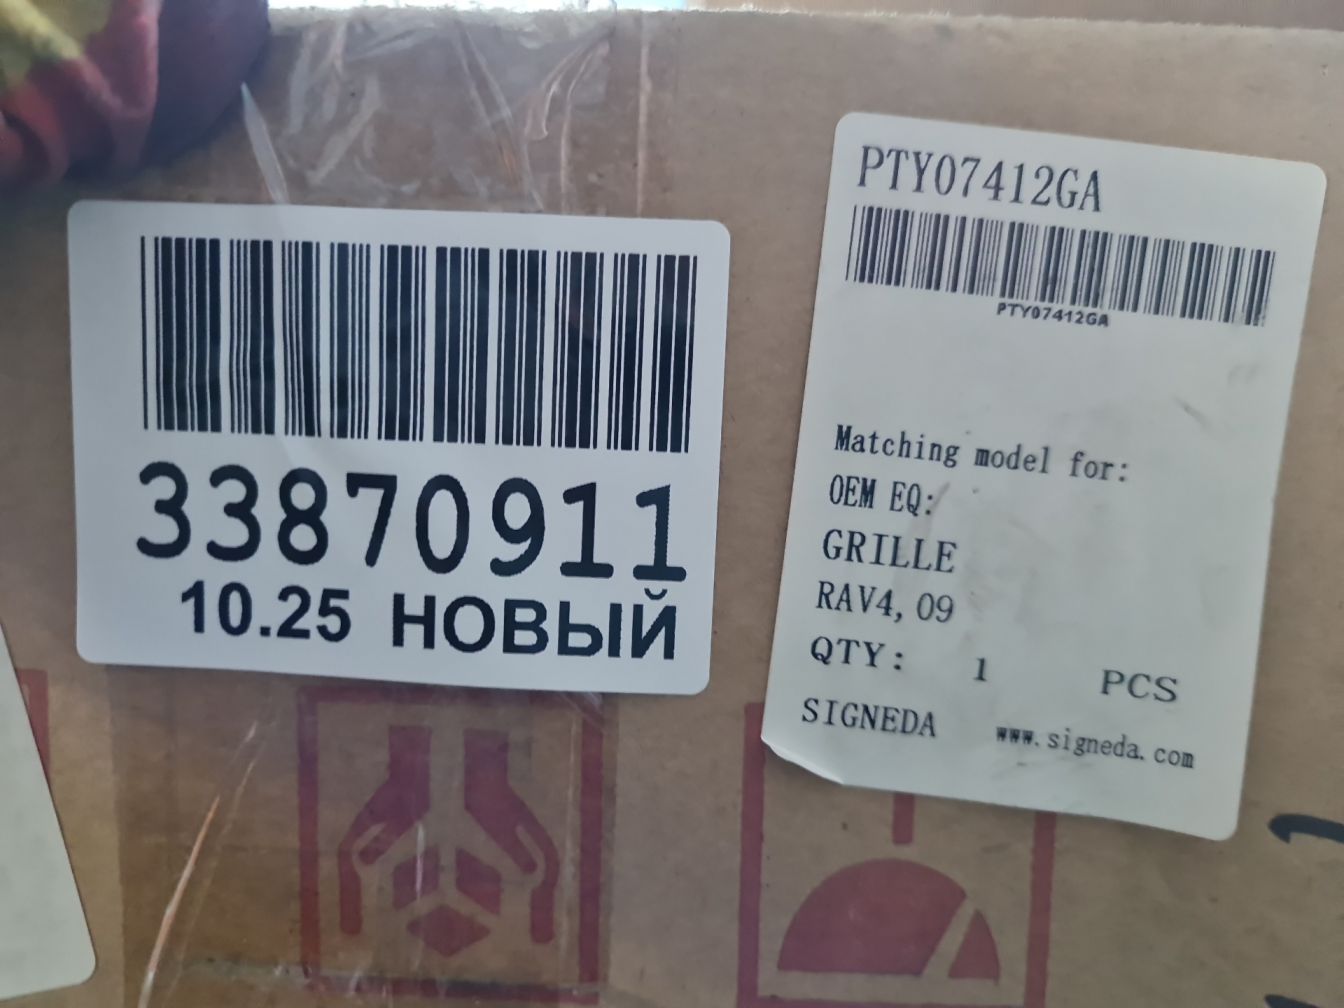 33870911
10.25 НОВЫЙ
PTY07412GA
PTY07412GA
Matching model for:
OEM EQ:
GRILLE
RAV4, 09
QTY: 1 PCS
SIGNEDA www.signeda.com